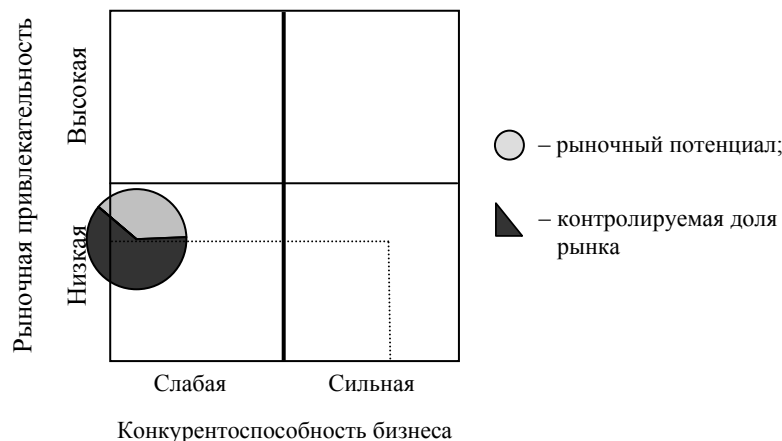 Рыночная привлекательность
Высокая
Низкая
– рыночный потенциал;
– контролируемая доля
рынка
Слабая
Сильная
Конкурентоспособность бизнеса